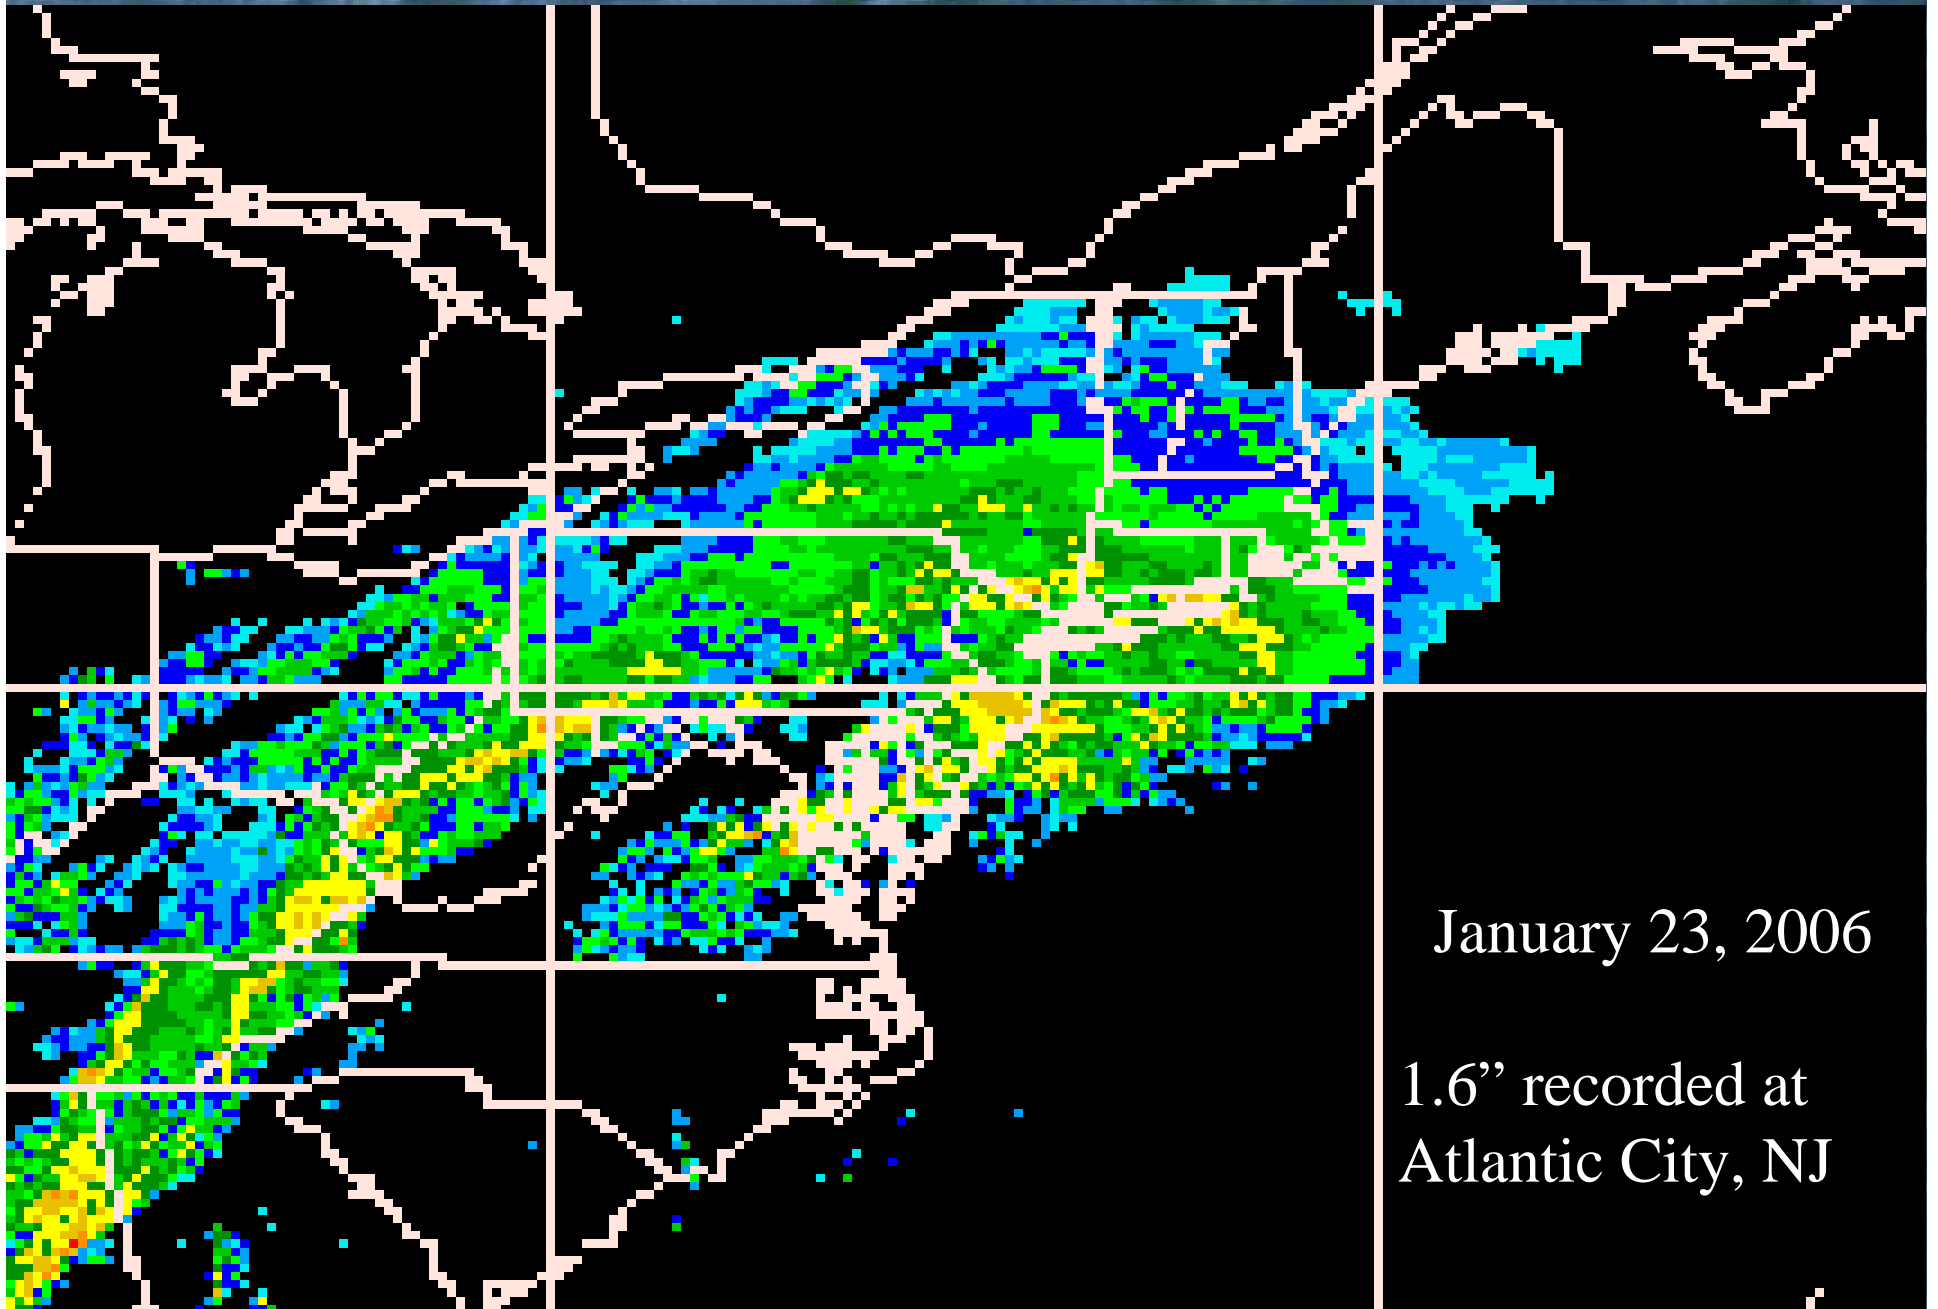 January 23, 2006
1.6” recorded at
Atlantic City, NJ